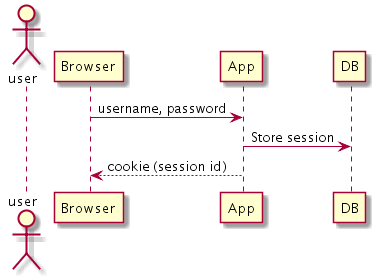 user
Browser
App
DB
username, password
Store session
cookie (session id)
user
Browser
App
DB